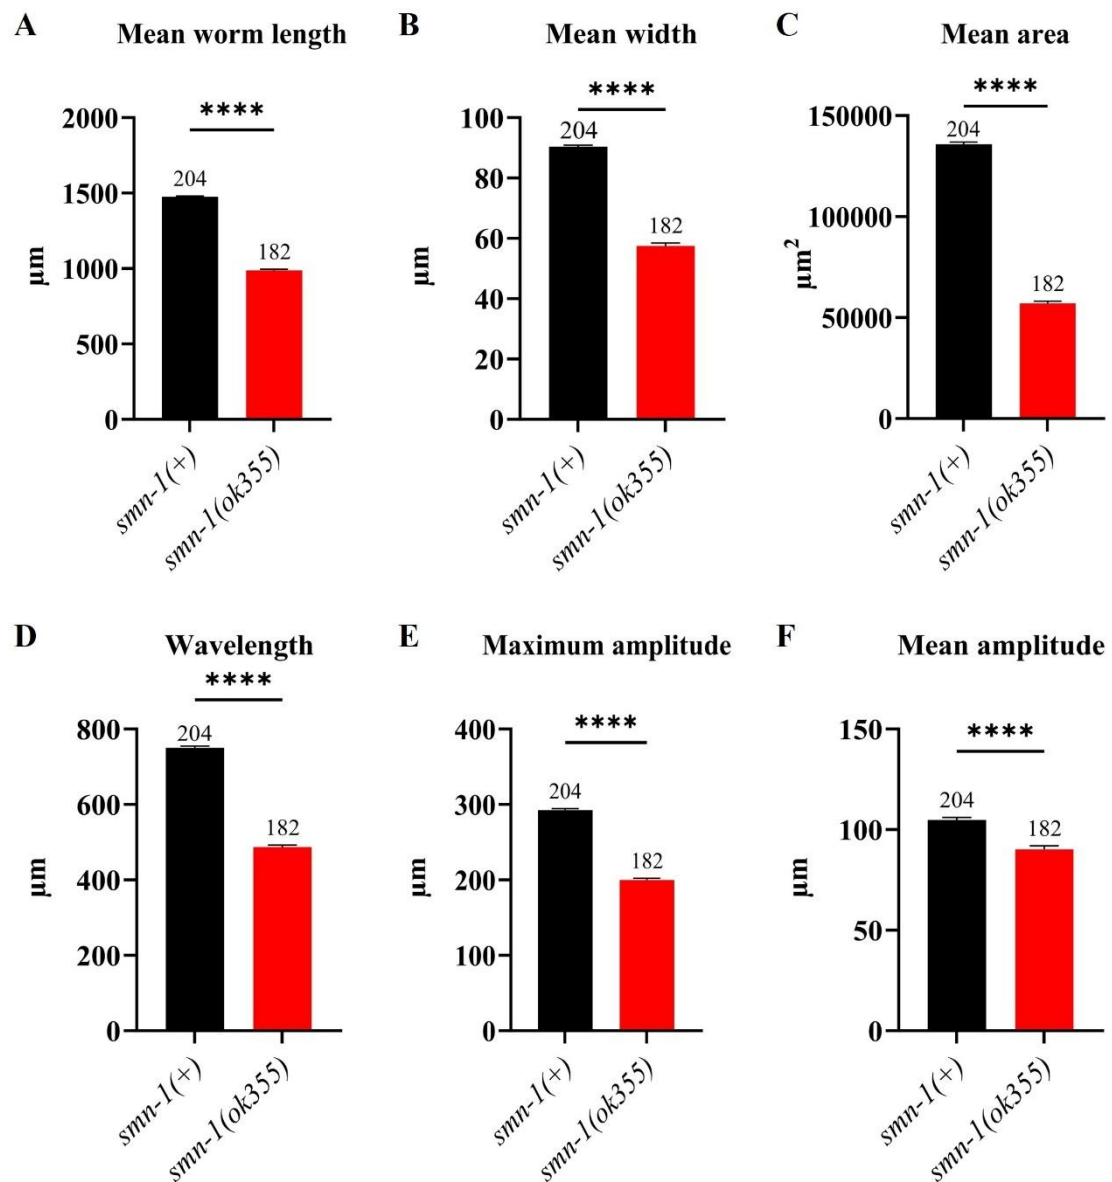 A Mean worm length
****
2000
1500
1000
500
0
μm
204
182
smn-1(+)
smn-1(ok355)
B Mean width
****
100
80
60
40
20
0
μm
204
182
smn-1(+)
smn-1(ok355)
C Mean area
****
150000
100000
50000
0
μm²
204
182
smn-1(+)
smn-1(ok355)
D Wavelength
****
800
600
400
200
0
μm
204
182
smn-1(+)
smn-1(ok355)
E Maximum amplitude
****
400
300
200
100
0
μm
204
182
smn-1(+)
smn-1(ok355)
F Mean amplitude
****
150
100
50
0
μm
204
182
smn-1(+)
smn-1(ok355)